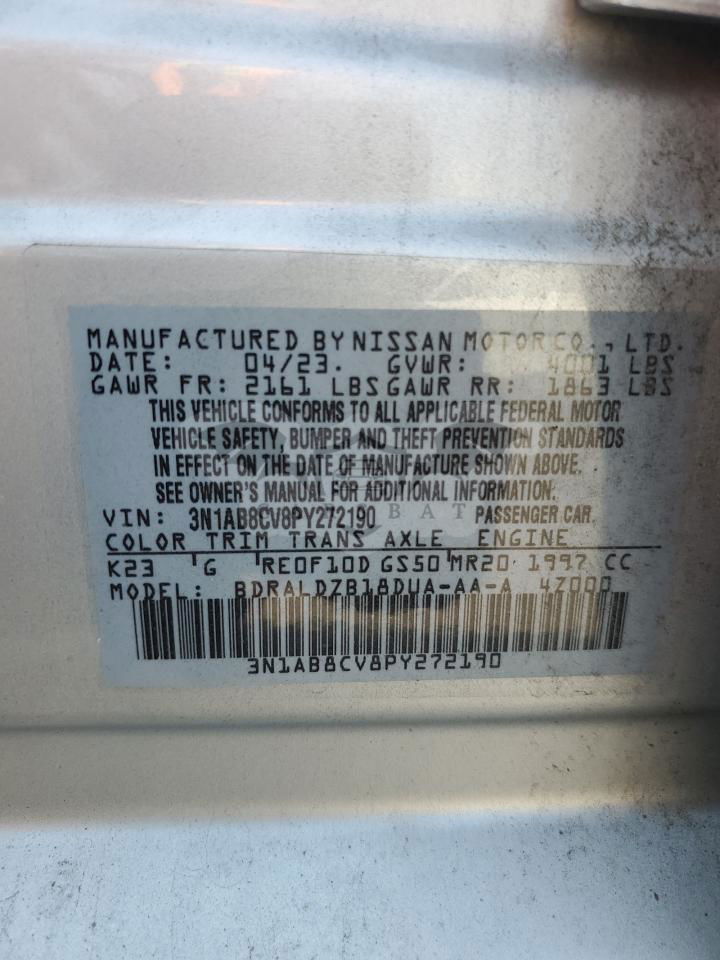 MANUFACTURED BY NISSAN MOTOR CO., LTD.
DATE: 04/23. GVWR: 4001 LBS
GAWR FR: 2161 LBS GAWR RR: 1863 LBS
THIS VEHICLE CONFORMS TO ALL APPLICABLE FEDERAL MOTOR
VEHICLE SAFETY, BUMPER AND THEFT PREVENTION STANDARDS
IN EFFECT ON THE DATE OF MANUFACTURE SHOWN ABOVE.
SEE OWNER'S MANUAL FOR ADDITIONAL INFORMATION.
VIN: 3N1AB8CV8PY272190 PASSENGER CAR
COLOR TRIM TRANS AXLE ENGINE
K23 G RE0F10D GS50 MR20 1997 CC
MODEL: BDRALDZB18DUA-AA-A 4Z000
3N1AB8CV8PY272190